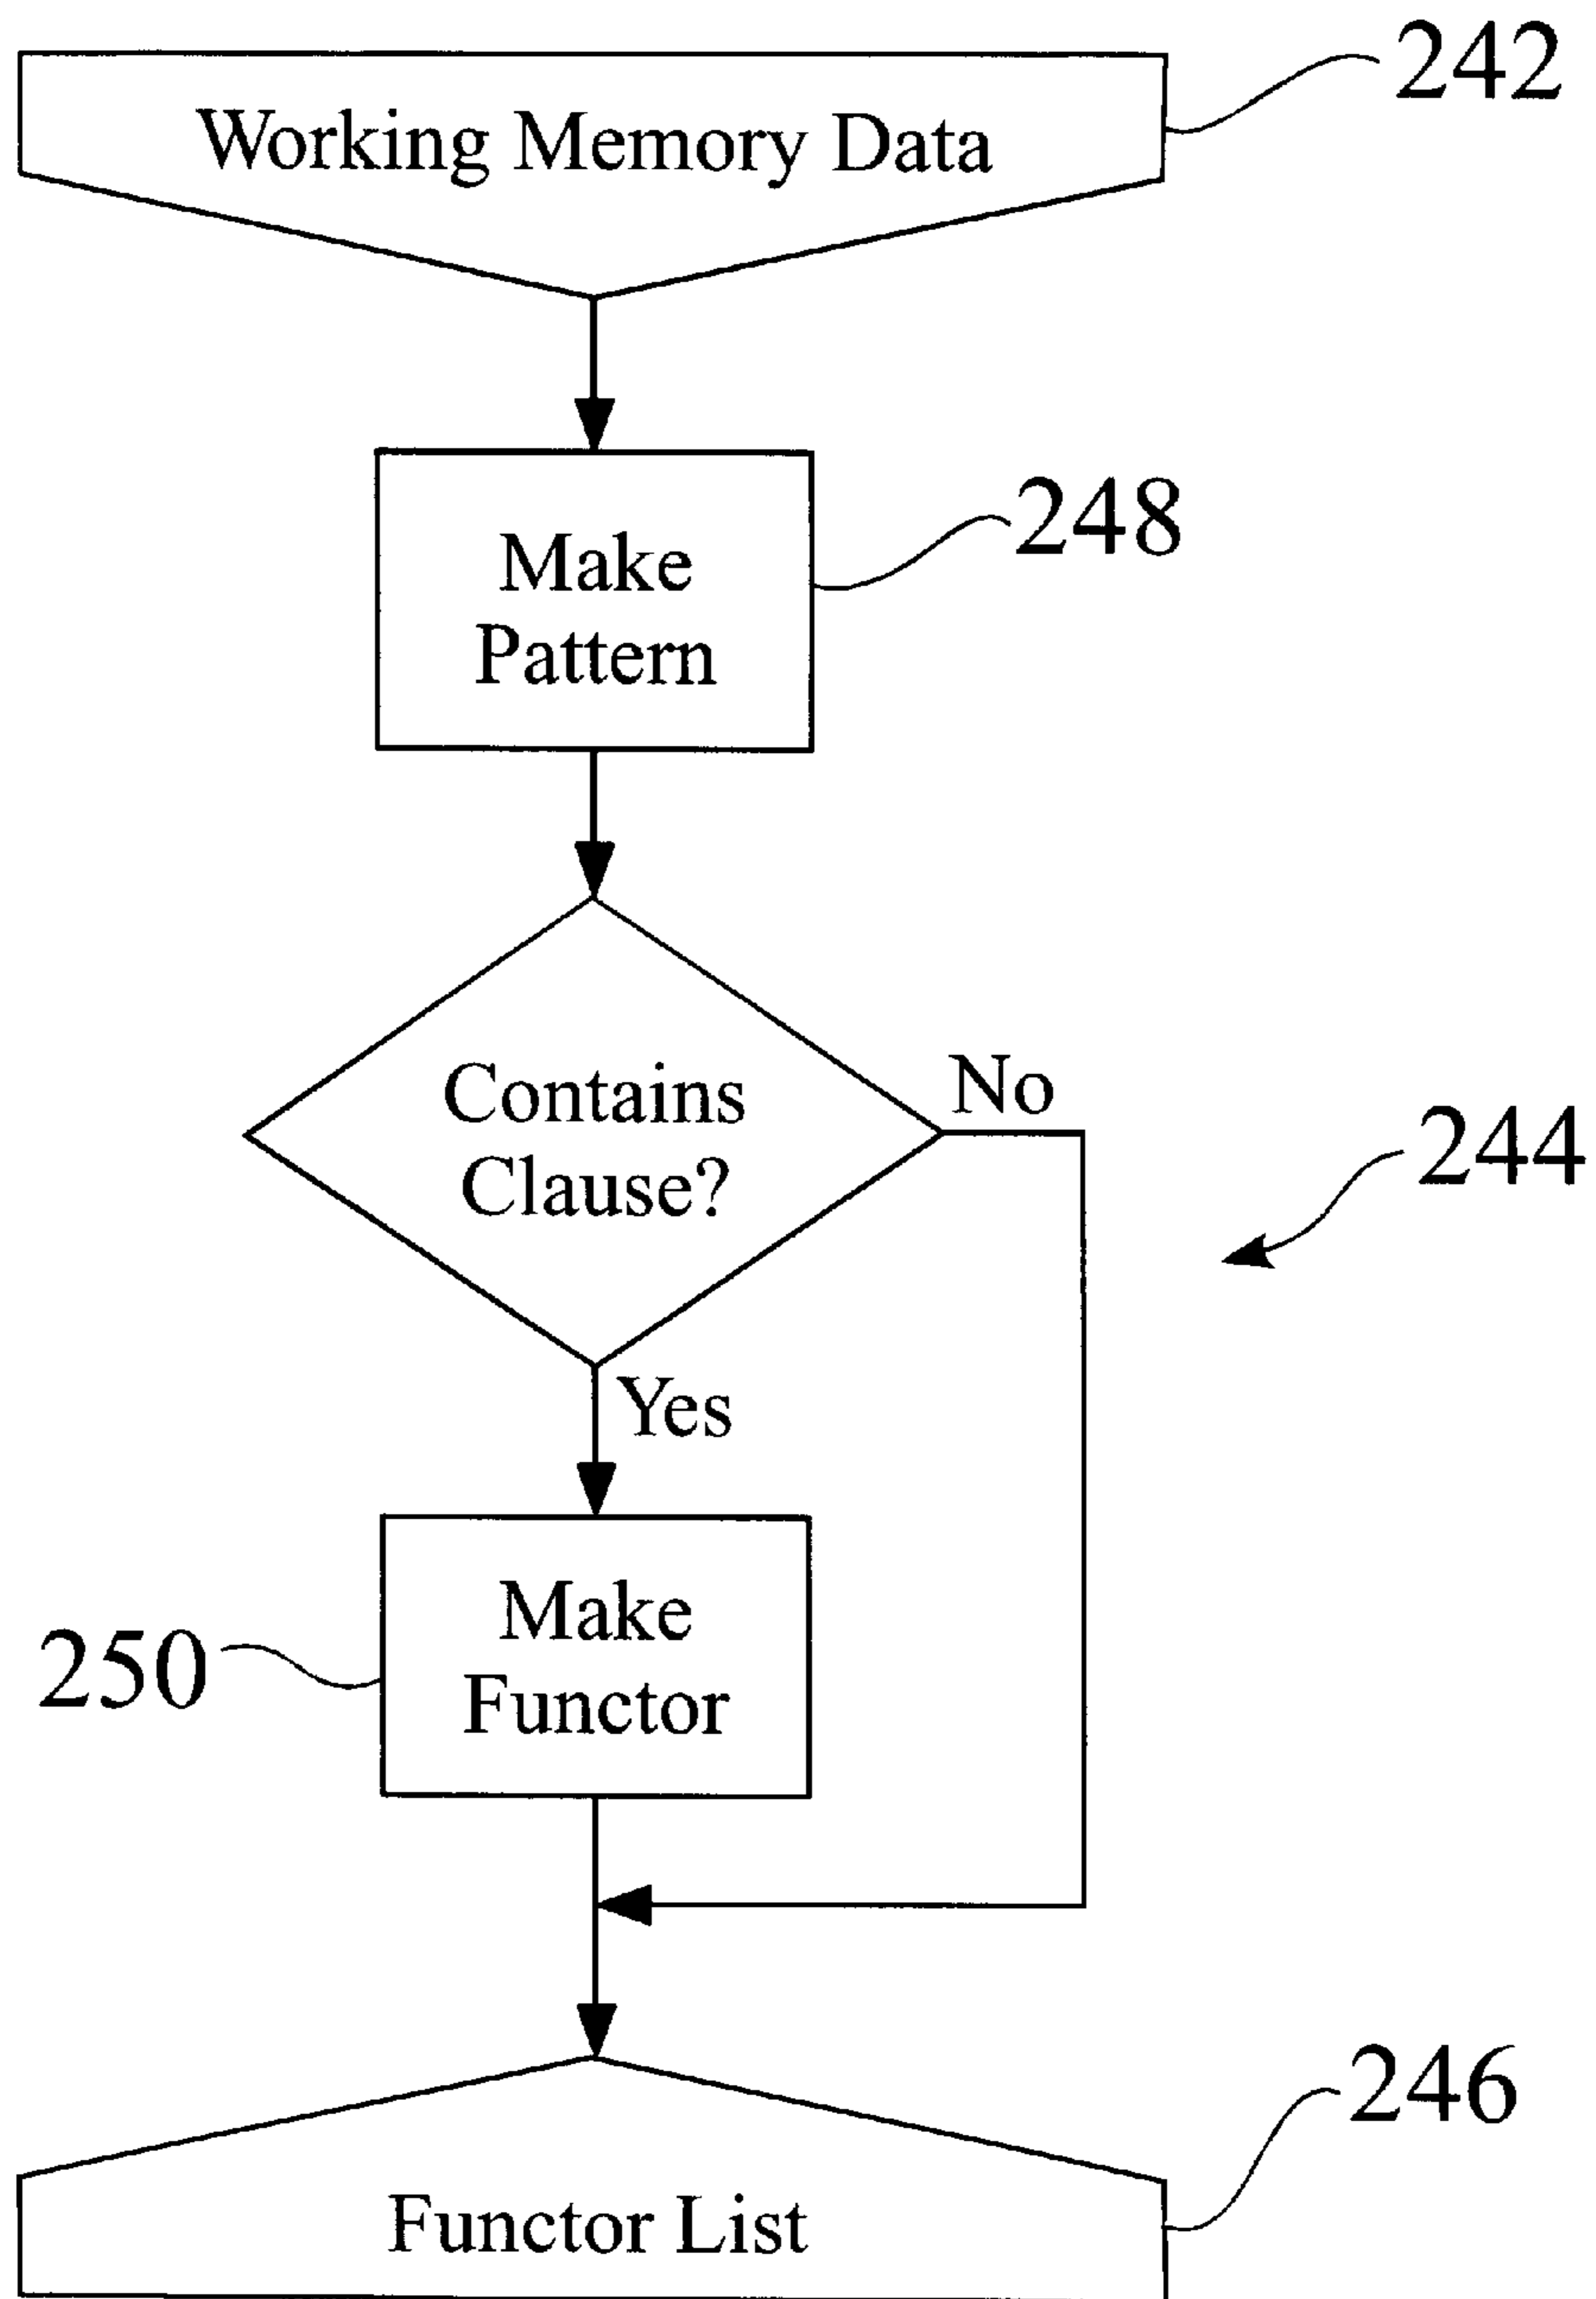 242
Working Memory Data
248
Make
Pattern
No
Contains
Clause?
244
Yes
Make
250
Functor
246
Functor List